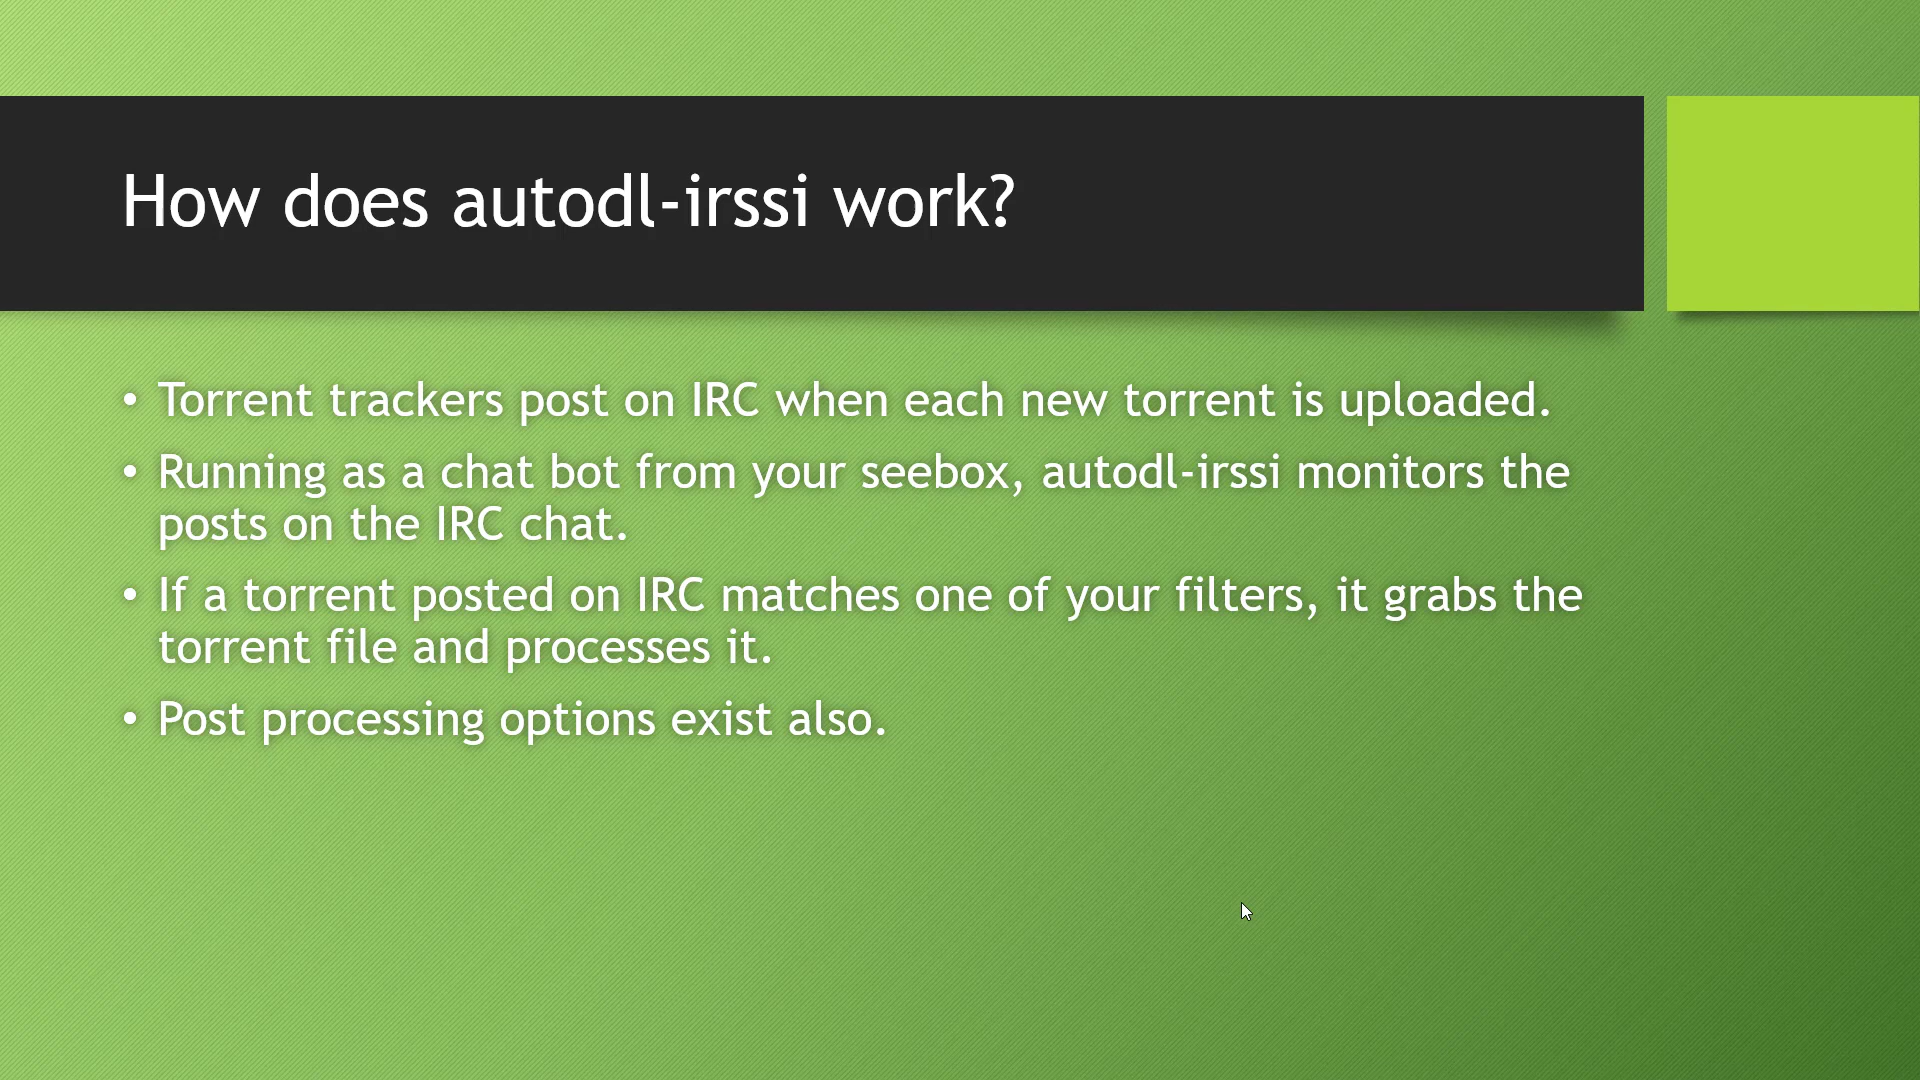 How does autodl-irssi work?
• Torrent trackers post on IRC when each new torrent is uploaded.
• Running as a chat bot from your seebox, autodl-irssi monitors the
posts on the IRC chat.
• If a torrent posted on IRC matches one of your filters, it grabs the
torrent file and processes it.
• Post processing options exist also.